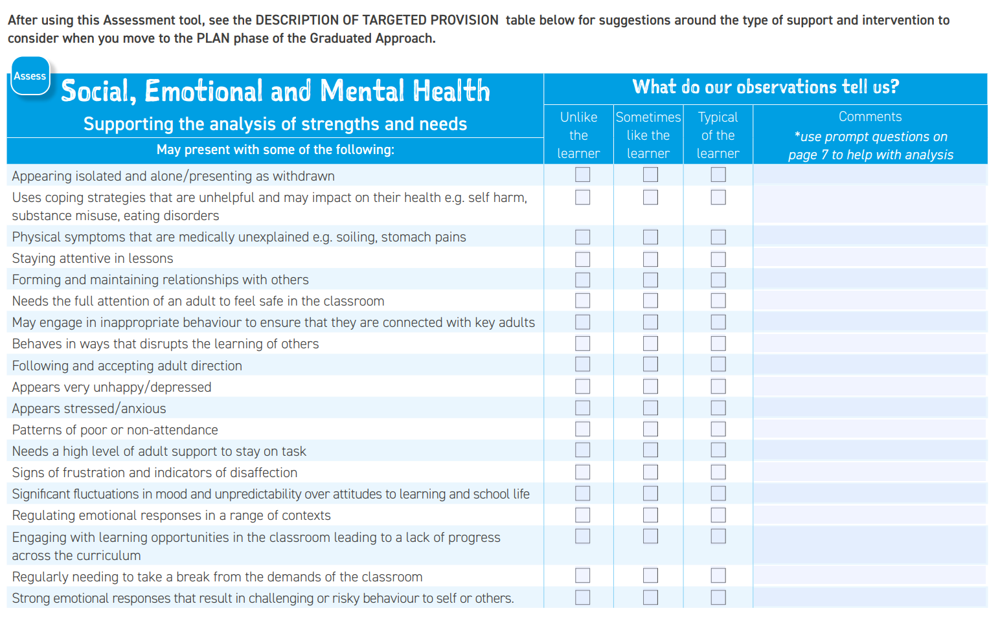 After using this Assessment tool, see the DESCRIPTION OF TARGETED PROVISION table below for suggestions around the type of support and intervention to
consider when you move to the PLAN phase of the Graduated Approach.
Assess
Social, Emotional and Mental Health
Supporting the analysis of strengths and needs
May present with some of the following:
What do our observations tell us?
Unlike
the
learner
Sometimes
like the
learner
Typical
of the
learner
Comments
*use prompt questions on
page 7 to help with analysis
Appearing isolated and alone/presenting as withdrawn
Uses coping strategies that are unhelpful and may impact on their health e.g. self harm,
substance misuse, eating disorders
Physical symptoms that are medically unexplained e.g. soiling, stomach pains
Staying attentive in lessons
Forming and maintaining relationships with others
Needs the full attention of an adult to feel safe in the classroom
May engage in inappropriate behaviour to ensure that they are connected with key adults
Behaves in ways that disrupts the learning of others
Following and accepting adult direction
Appears very unhappy/depressed
Appears stressed/anxious
Patterns of poor or non-attendance
Needs a high level of adult support to stay on task
Signs of frustration and indicators of disaffection
Significant fluctuations in mood and unpredictability over attitudes to learning and school life
Regulating emotional responses in a range of contexts
Engaging with learning opportunities in the classroom leading to a lack of progress
across the curriculum
Regularly needing to take a break from the demands of the classroom
Strong emotional responses that result in challenging or risky behaviour to self or others.